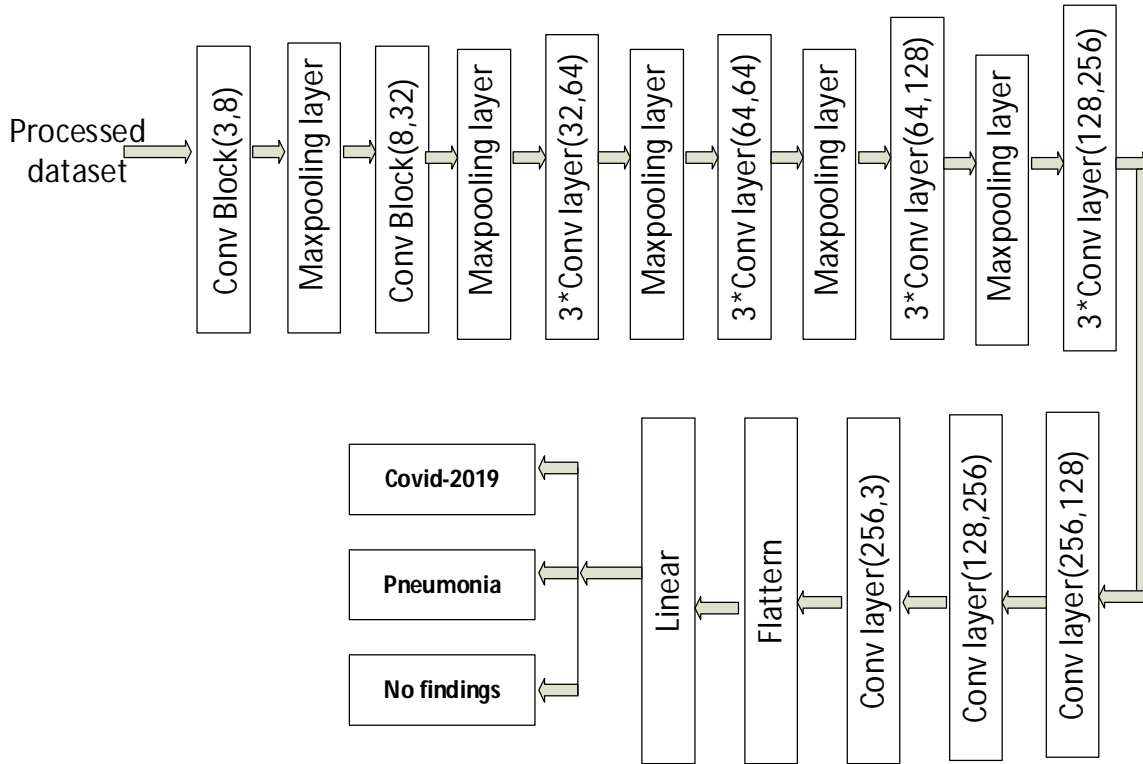 Processed
dataset
Conv Block(3,8)
Maxpooling layer
Conv Block(8,32)
Maxpooling layer
3*Conv layer(32,64)
Maxpooling layer
3*Conv layer(64,64)
Maxpooling layer
3*Conv layer(64,128)
Maxpooling layer
3*Conv layer(128,256)
Conv layer(256,128)
Conv layer(128,256)
Conv layer(256,3)
Flattern
Linear
Covid-2019
Pneumonia
No findings